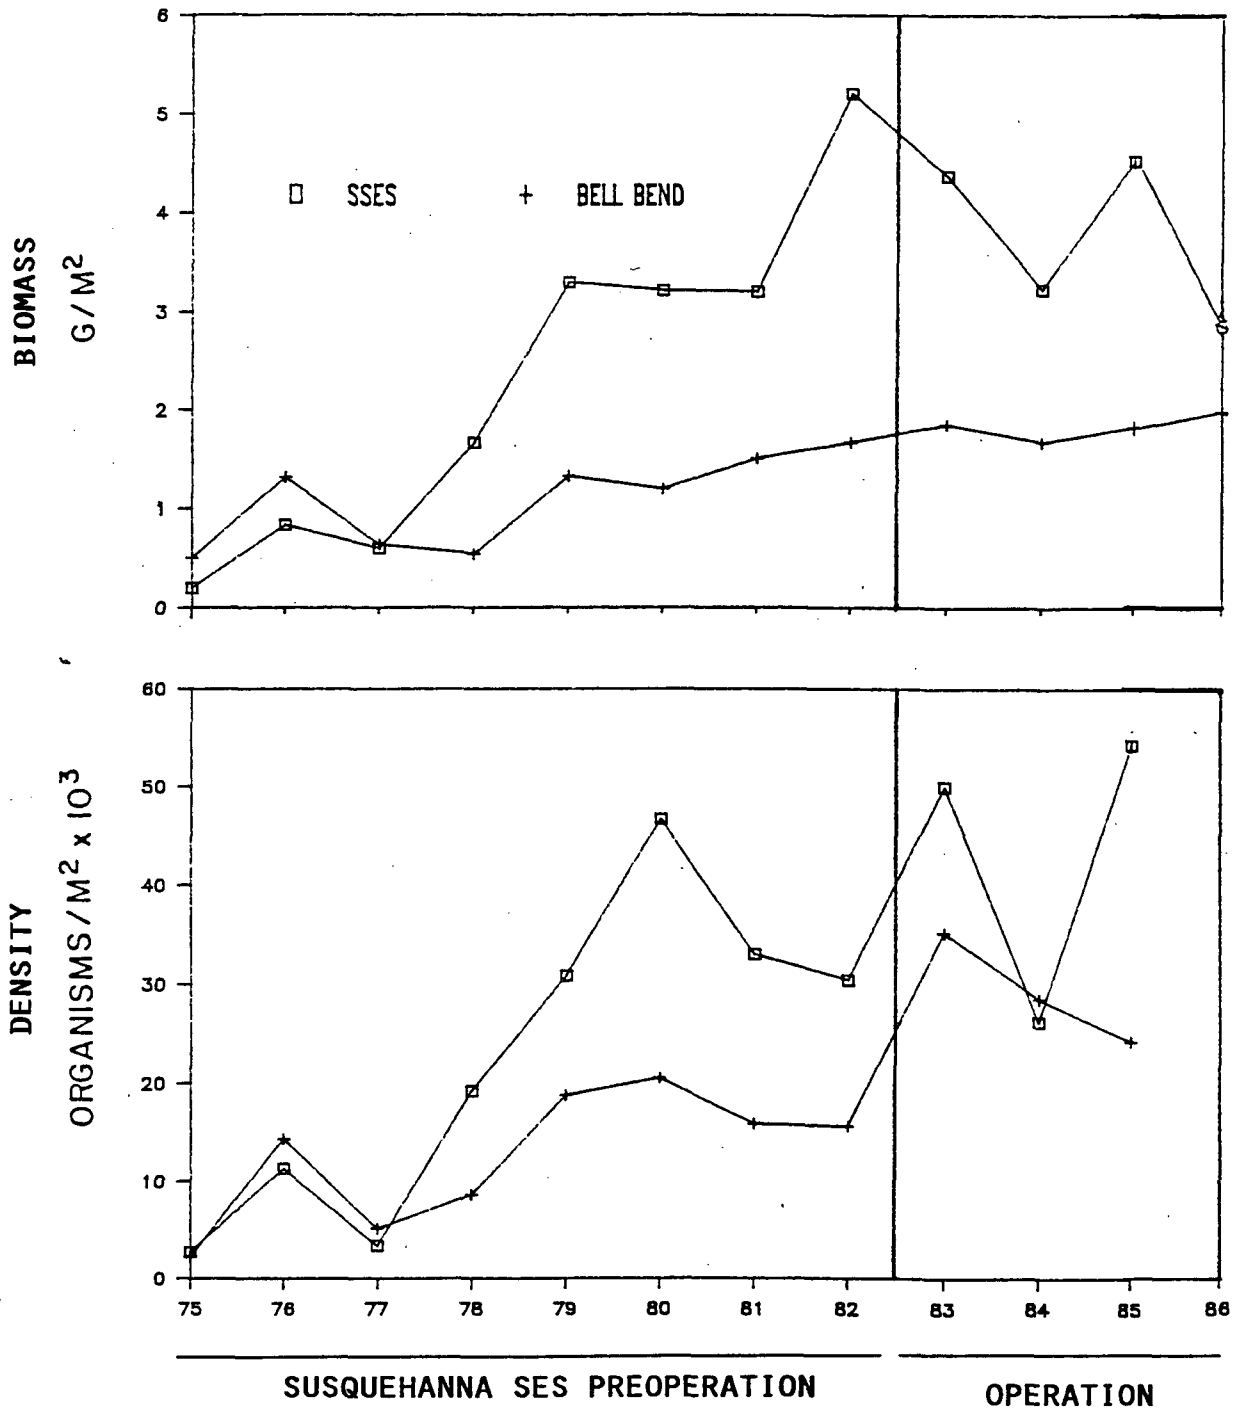 6
5
4
3
2
1
0
BIOMASS
G/M²
SSES
BELL BEND
60
50
40
30
20
10
0
DENSITY
ORGANISMS/M² x 10³
75 76 77 78 79 80 81 82 83 84 85 86
SUSQUEHANNA SES PREOPERATION
OPERATION